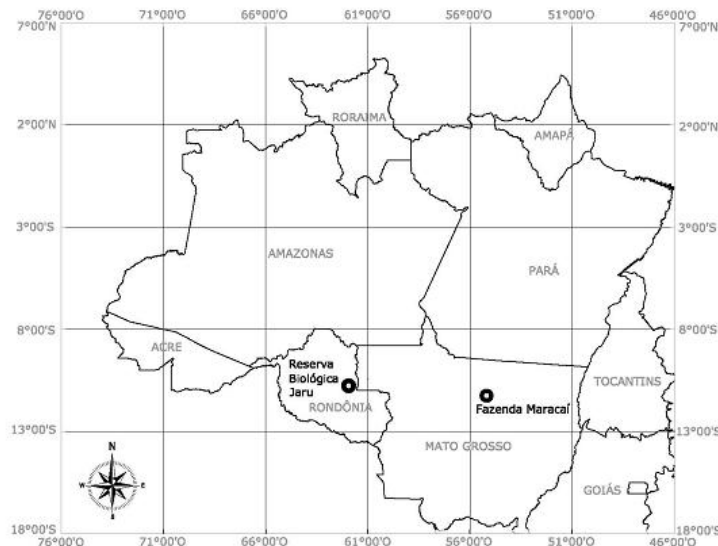 76°00'O 71°00'O 66°00'O 61°00'O 56°00'O 51°00'O 46°00'O
7°00'N 7°00'N
RORAIMA
2°00'N AMAPÁ 2°00'N
3°00'S 3°00'S
AMAZONAS
PARÁ
8°00'S 8°00'S
ACRE
Reserva
Biológica
Jaru
TOCANTINS
RONDÔNIA
Fazenda Maracaí
13°00'S 13°00'S
MATO GROSSO
N
W E
S
GOIÁS
18°00'S 18°00'S
76°00'O 71°00'O 66°00'O 61°00'O 56°00'O 51°00'O 46°00'O